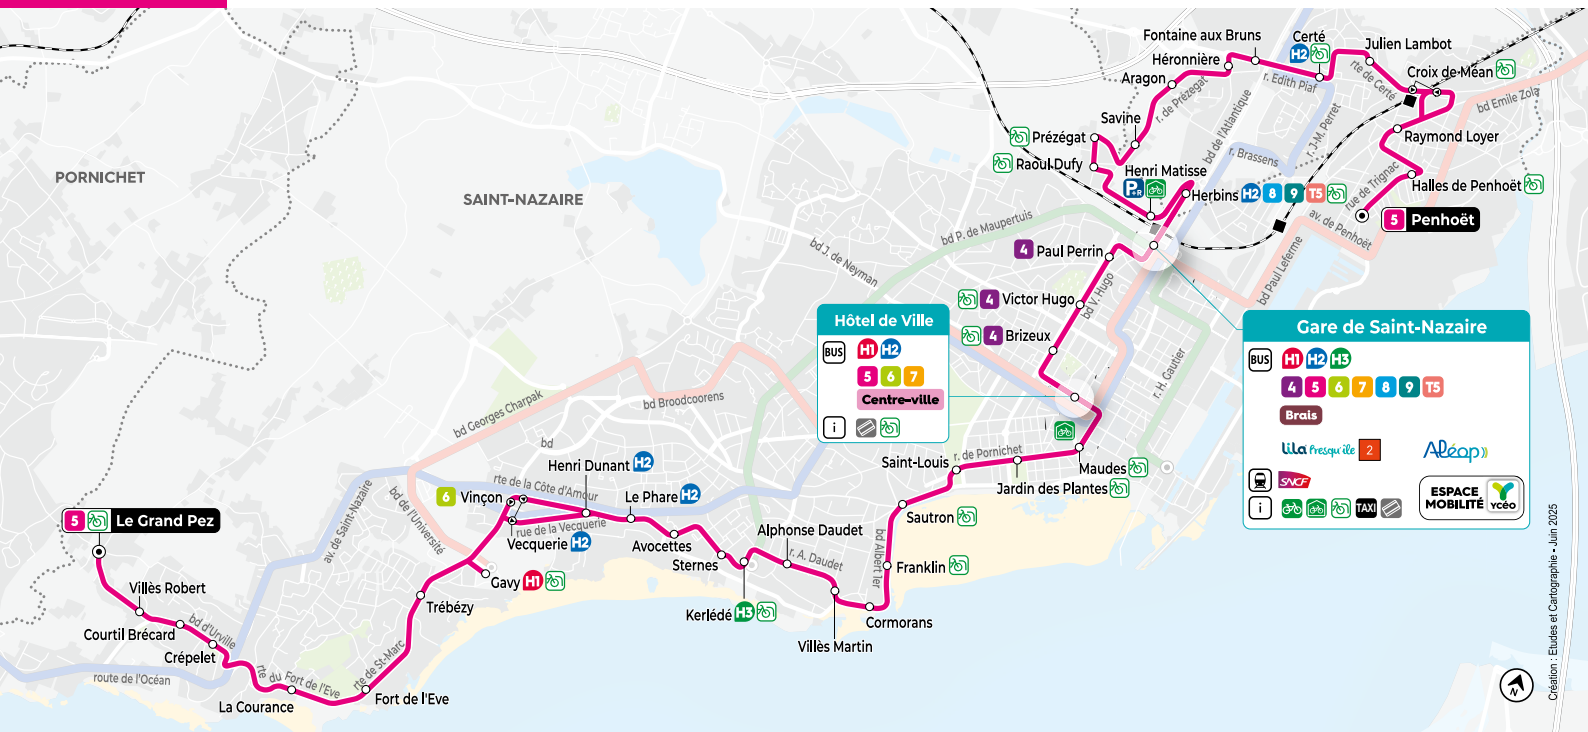 Fontaine aux Bruns
Certé
H2
Julien Lambot
Héronnière
Croix de Méan
Aragon
r. Edith Piaf
rte de Certé
r. de Prézegat
bd Emile Zola
Savine
bd de l'Atlantique
r. J-M. Perret
Prézégat
Raymond Loyer
r. Brassens
Raoul Dufy
Henri Matisse
P+R
PORNICHET
SAINT-NAZAIRE
Herbins H2 8 9 T5
rue de Trignac
Halles de Penhoët
5 Penhoët
av. de Penhoët
bd P. de Maupertuis
bd J. de Neyman
4 Paul Perrin
bd Paul Leferme
bd V. Hugo
4 Victor Hugo
4 Brizeux
r. H. Gautier
Hôtel de Ville
BUS H1 H2
5 6 7
Centre-ville
i
Gare de Saint-Nazaire
BUS H1 H2 H3
4 5 6 7 8 9 T5
Brais
Lila Presqu'île 2
Aléop
SNCF
i TAXI
ESPACE
MOBILITÉ
YCÉO
bd Georges Charpak
bd Broodcoorens
bd
Henri Dunant H2
rte de la Côte d'Amour
6 Vinçon
Le Phare H2
Saint-Louis
r. de Pornichet
Maudes
Jardin des Plantes
5 Le Grand Pez
av. de Saint-Nazaire
bd de l'Université
rue de la Vecquerie
Vecquerie H2
Avocettes
Alphonse Daudet
Sautron
bd Albert 1er
Sternes
r. A. Daudet
Franklin
Gavy H1
Villès Robert
Trébézy
Kerlédé H3
Cormorans
Courtil Brécard
bd d'Urville
Villès Martin
Crépelet
route de l'Océan
rte du Fort de l'Eve
rte de St-Marc
La Courance
Fort de l'Eve
N
Création : Etudes et Cartographie - Juin 2025